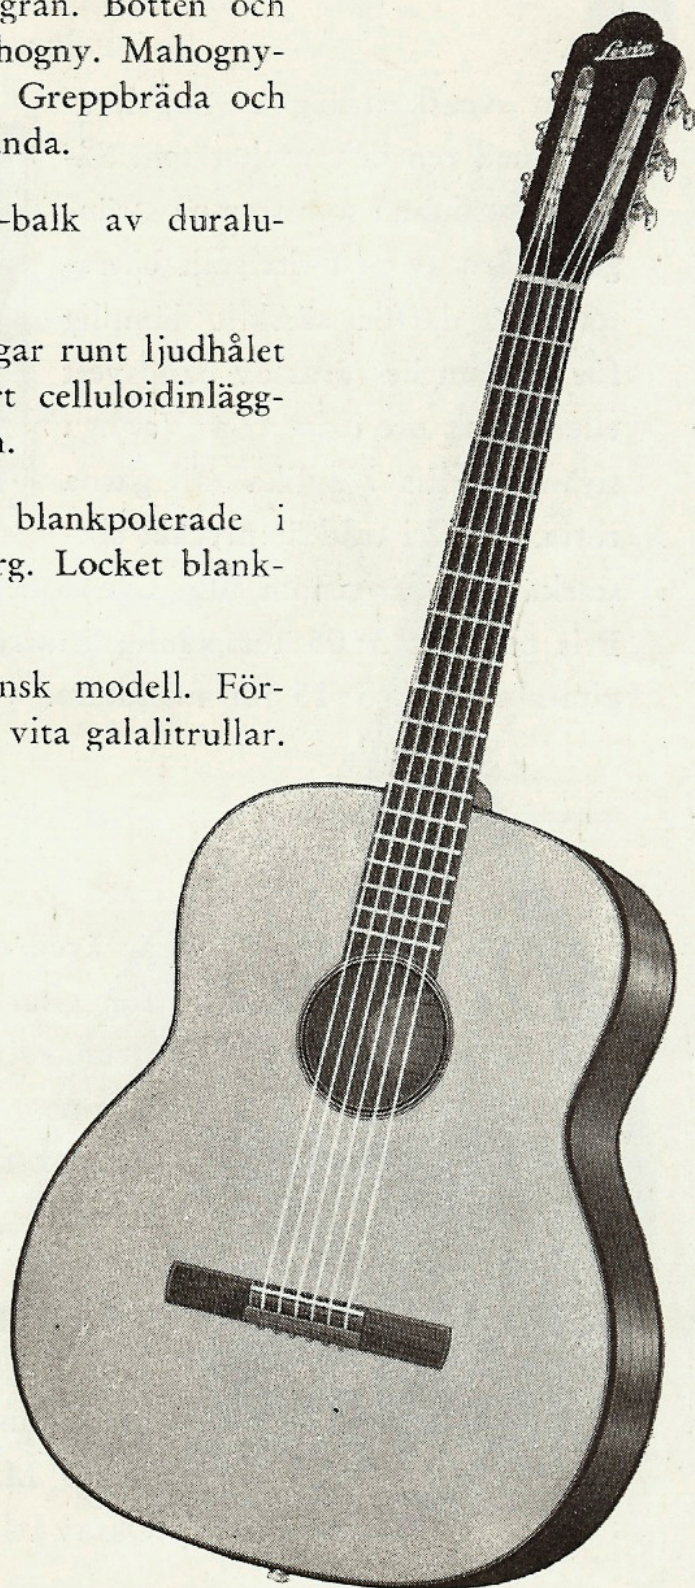 gran. Botten och
hogny. Mahogny-
Greppbräda och
nda.
-balk av duralu-
gar runt ljudhålet
rt celluloidinlägg-
n.
blankpolerade i
rg. Locket blank-
nsk modell. För-
vita galalitrullar.
Levin